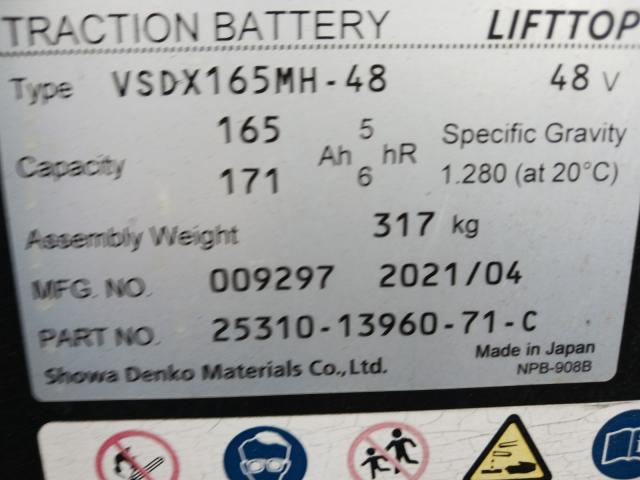 TRACTION BATTERY LIFTTOP
Type VSDX165MH-48 48 V
Capacity 165 Ah 5 hR Specific Gravity
171 6 1.280 (at 20°C)
Assembly Weight 317 kg
MFG. NO. 009297 2021/04
PART NO. 25310-13960-71-C
Showa Denko Materials Co.,Ltd. Made in Japan
NPB-908B